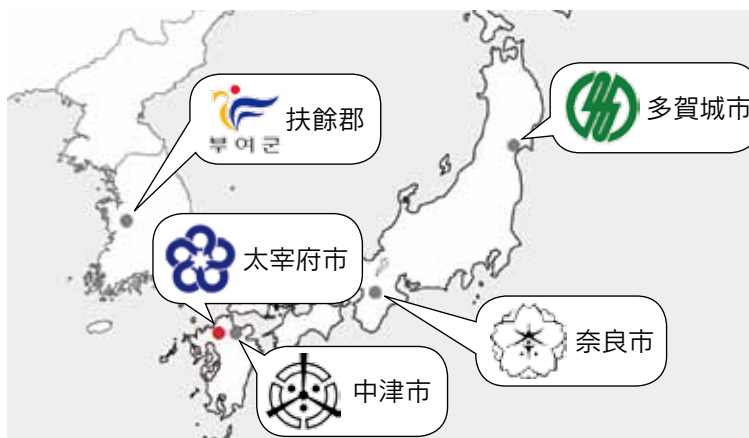 扶餘郡
부여군
多賀城市
太宰府市
奈良市
中津市